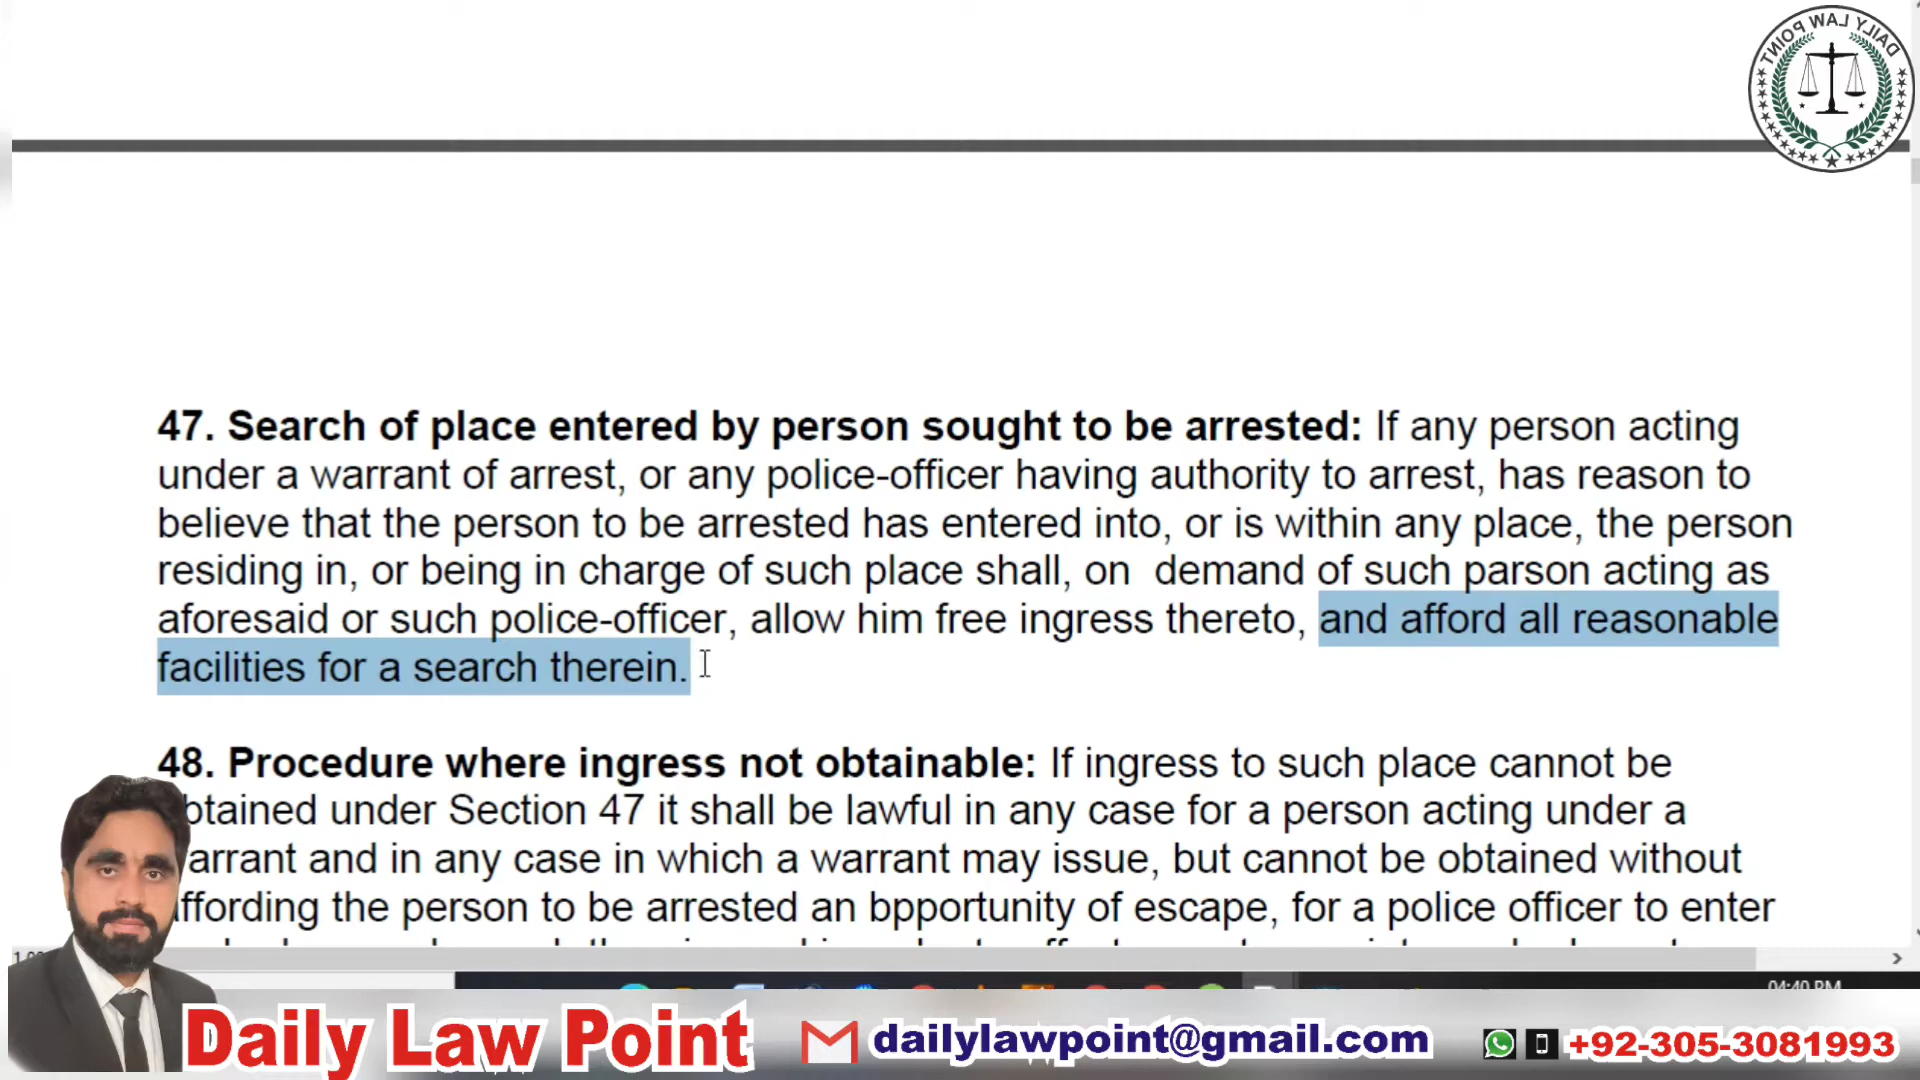 DAILY LAW POINT
47. Search of place entered by person sought to be arrested: If any person acting
under a warrant of arrest, or any police-officer having authority to arrest, has reason to
believe that the person to be arrested has entered into, or is within any place, the person
residing in, or being in charge of such place shall, on demand of such parson acting as
aforesaid or such police-officer, allow him free ingress thereto, and afford all reasonable
facilities for a search therein.
48. Procedure where ingress not obtainable: If ingress to such place cannot be
btained under Section 47 it shall be lawful in any case for a person acting under a
arrant and in any case in which a warrant may issue, but cannot be obtained without
ffording the person to be arrested an bpportunity of escape, for a police officer to enter
04:40 PM
Daily Law Point
dailylawpoint@gmail.com
+92-305-3081993